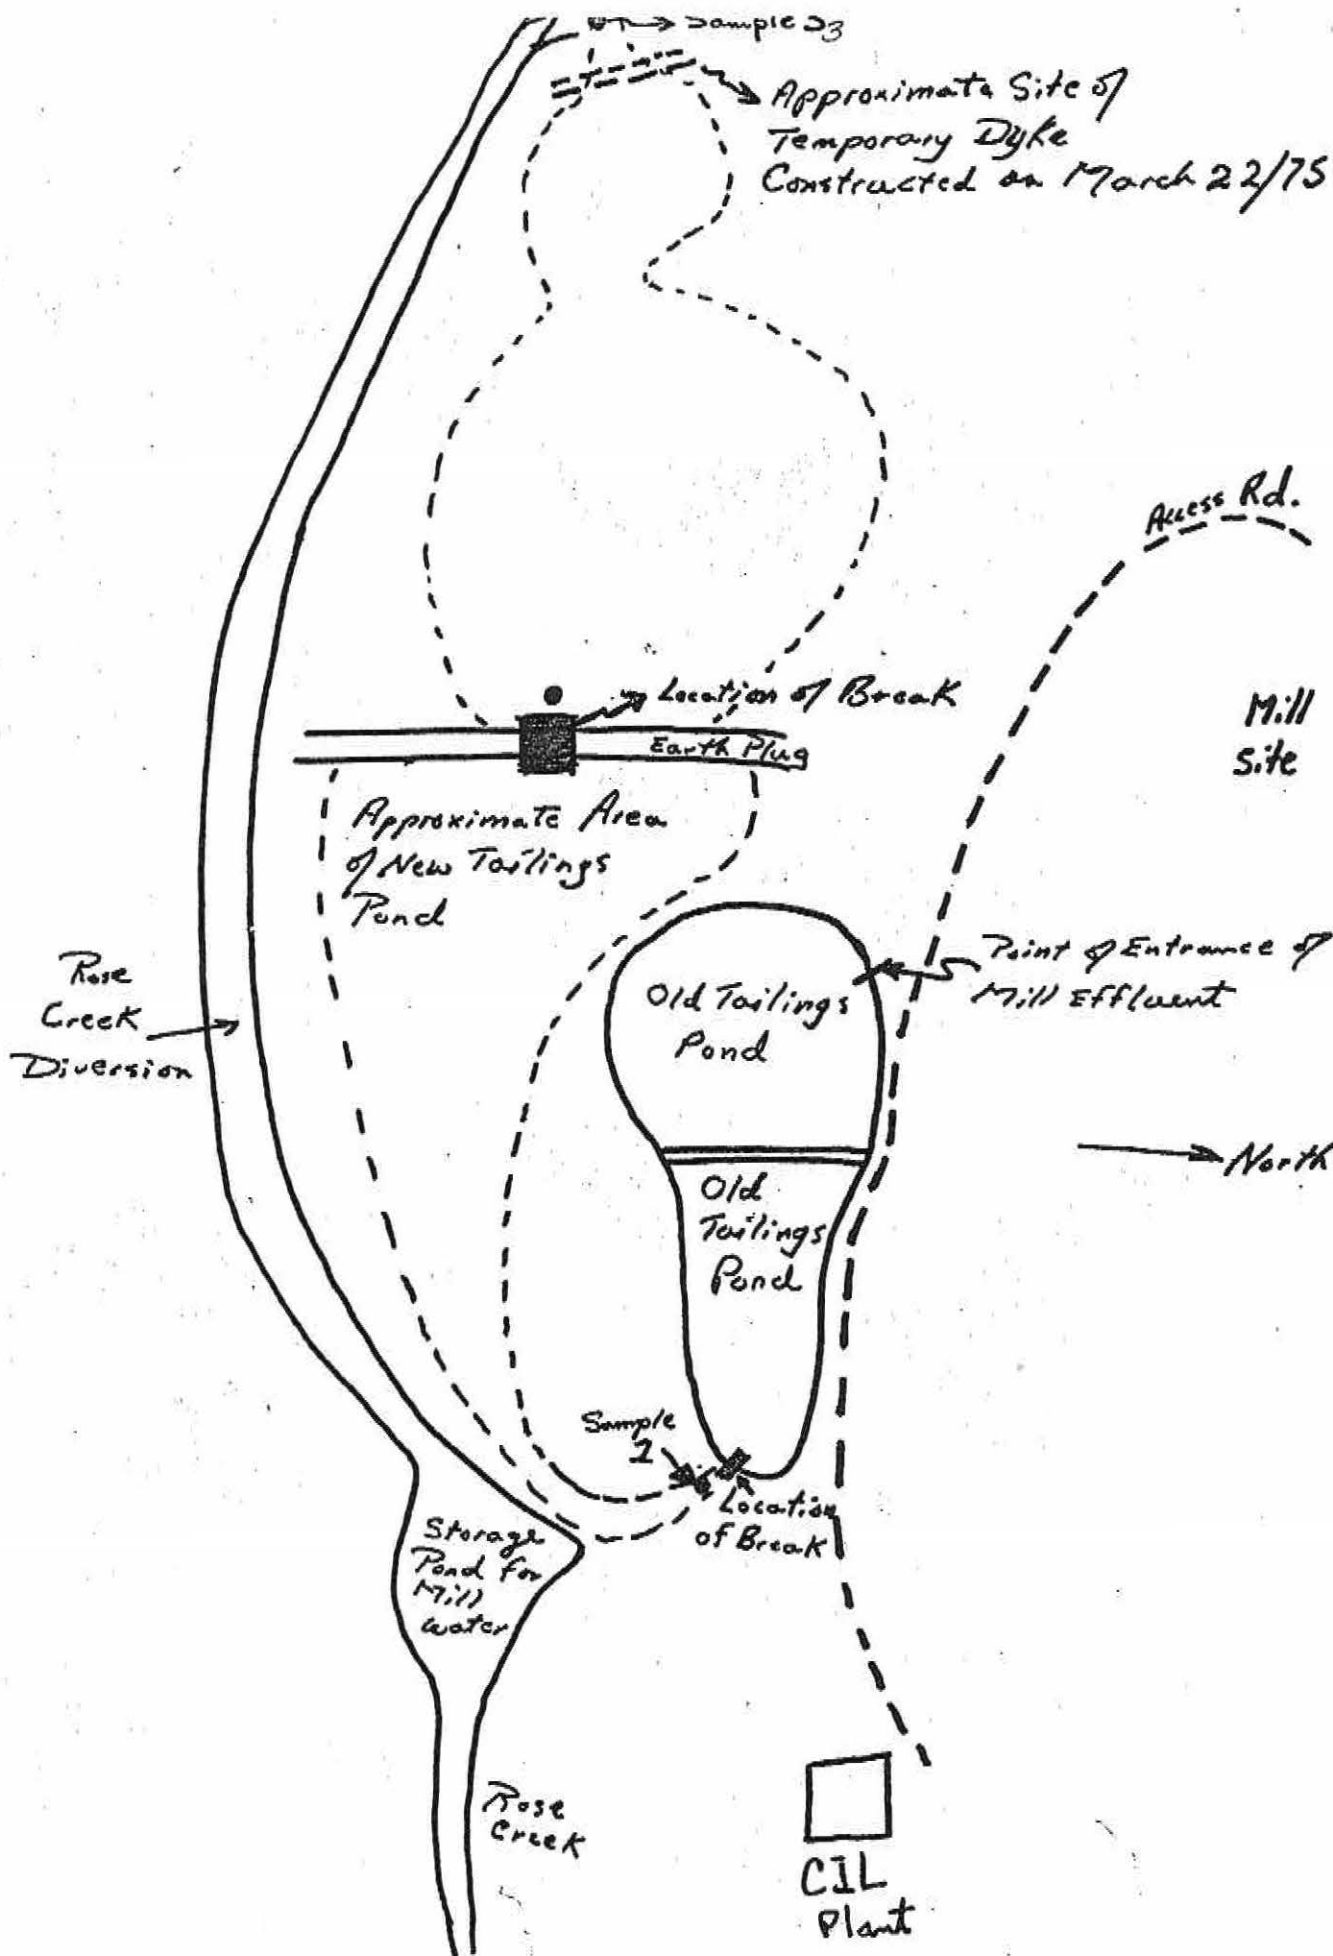 Sample S3
Approximate Site of
Temporary Dyke
Constructed on March 22/75
Access Rd.
Location of Break
Earth Plug
Mill
site
Approximate Area
of New Tailings
Pond
Rose
Creek
Diversion
Point of Entrance of
Mill Effluent
Old Tailings
Pond
North
Old
Tailings
Pond
Sample
1
Location
of Break
Storage
Pond for
Mill
water
Rose
Creek
CIL
Plant